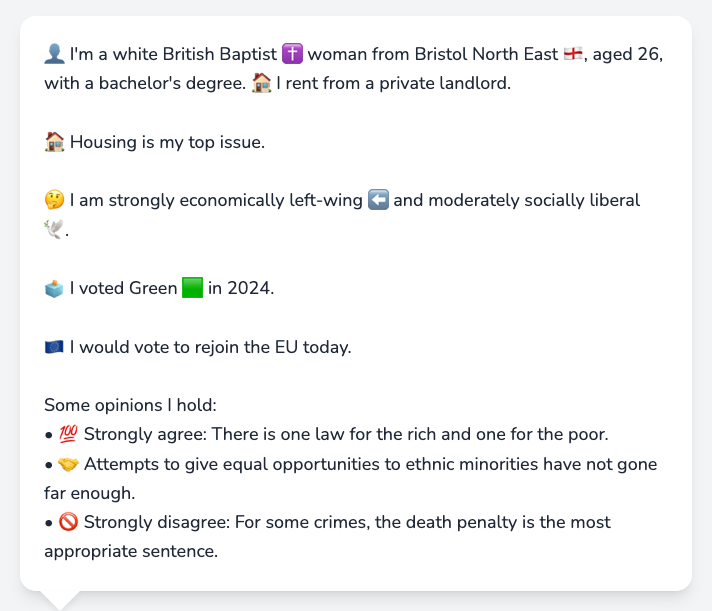 👤 I'm a white British Baptist ✝️ woman from Bristol North East 🏴󠁧󠁢󠁥󠁮󠁧󠁿, aged 26,
with a bachelor's degree. 🏠 I rent from a private landlord.
🏠 Housing is my top issue.
🤔 I am strongly economically left-wing ⬅️ and moderately socially liberal
🕊️.
🗳️ I voted Green 🟩 in 2024.
🇪🇺 I would vote to rejoin the EU today.
Some opinions I hold:
• 💯 Strongly agree: There is one law for the rich and one for the poor.
• 🤝 Attempts to give equal opportunities to ethnic minorities have not gone
far enough.
• 🚫 Strongly disagree: For some crimes, the death penalty is the most
appropriate sentence.